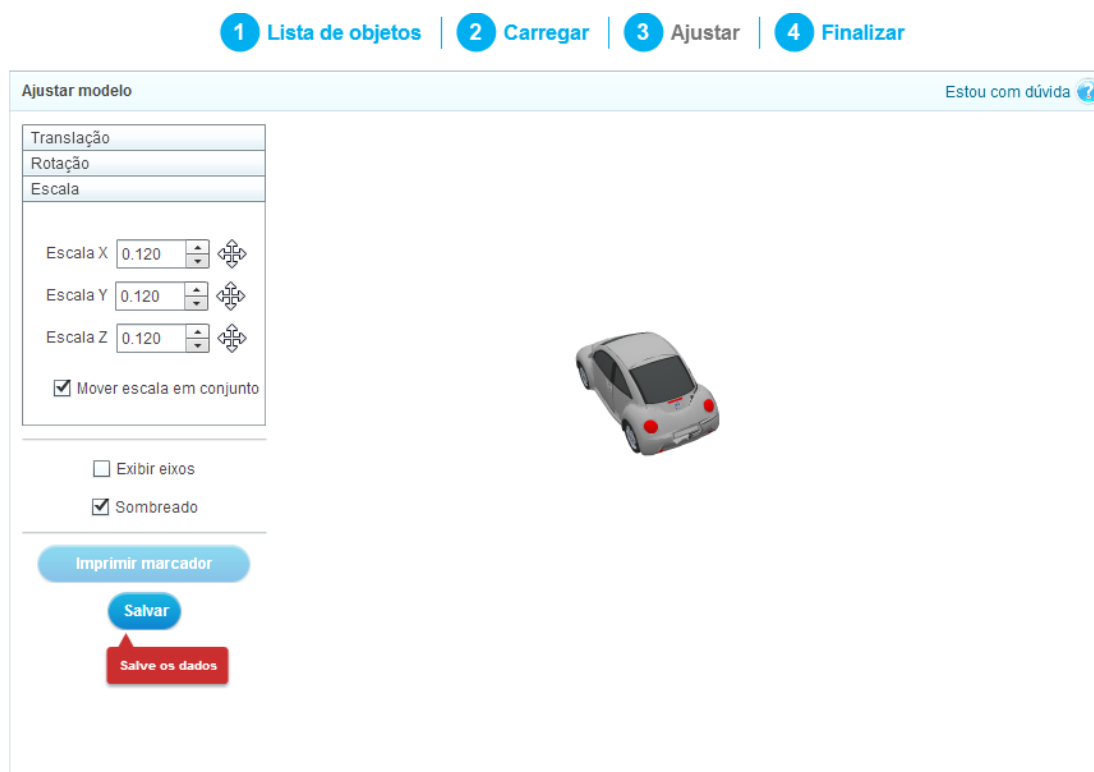 1 Lista de objetos 2 Carregar 3 Ajustar 4 Finalizar
Ajustar modelo Estou com dúvida ?
Translação
Rotação
Escala
Escala X 0.120
Escala Y 0.120
Escala Z 0.120
Mover escala em conjunto
Exibir eixos
Sombreado
Imprimir marcador
Salvar
Salve os dados